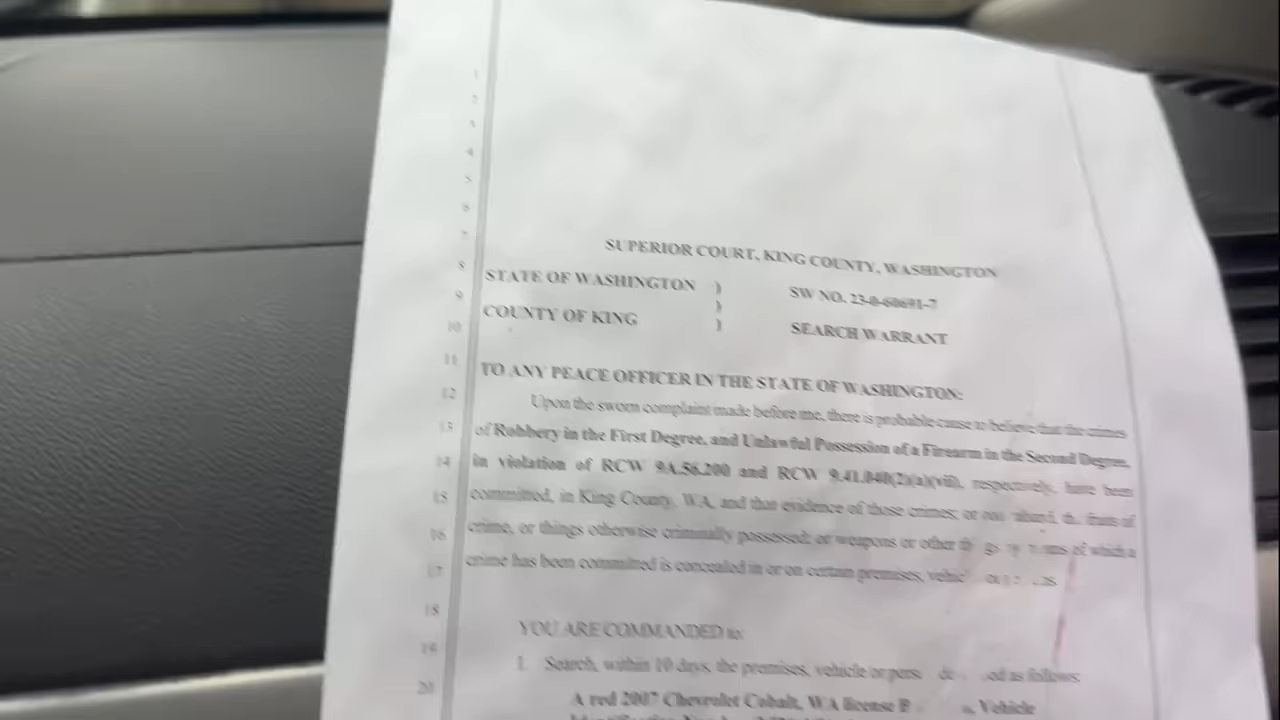 1
2
3
4
5
6
7
SUPERIOR COURT, KING COUNTY, WASHINGTON
8 STATE OF WASHINGTON ) SW NO. 23-0-60691-7
9 )
10 COUNTY OF KING ) SEARCH WARRANT
11 TO ANY PEACE OFFICER IN THE STATE OF WASHINGTON:
12 Upon the sworn complaint made before me, there is probable cause to believe that the crimes
13 of Robbery in the First Degree, and Unlawful Possession of a Firearm in the Second Degree,
14 in violation of RCW 9A.56.200 and RCW 9.41.040(2)(a)(vii), respectively, have been
15 committed, in King County, WA, and that evidence of those crimes; or fruits of
16 crime, or things otherwise criminally possessed; or weapons or other of which a
17 crime has been committed is concealed in or on certain premises,
18 YOU ARE COMMANDED to:
19 1. Search, within 10 days, the premises, vehicle or as follows:
20 A red 2007 Chevrolet Cobalt, WA license Vehicle